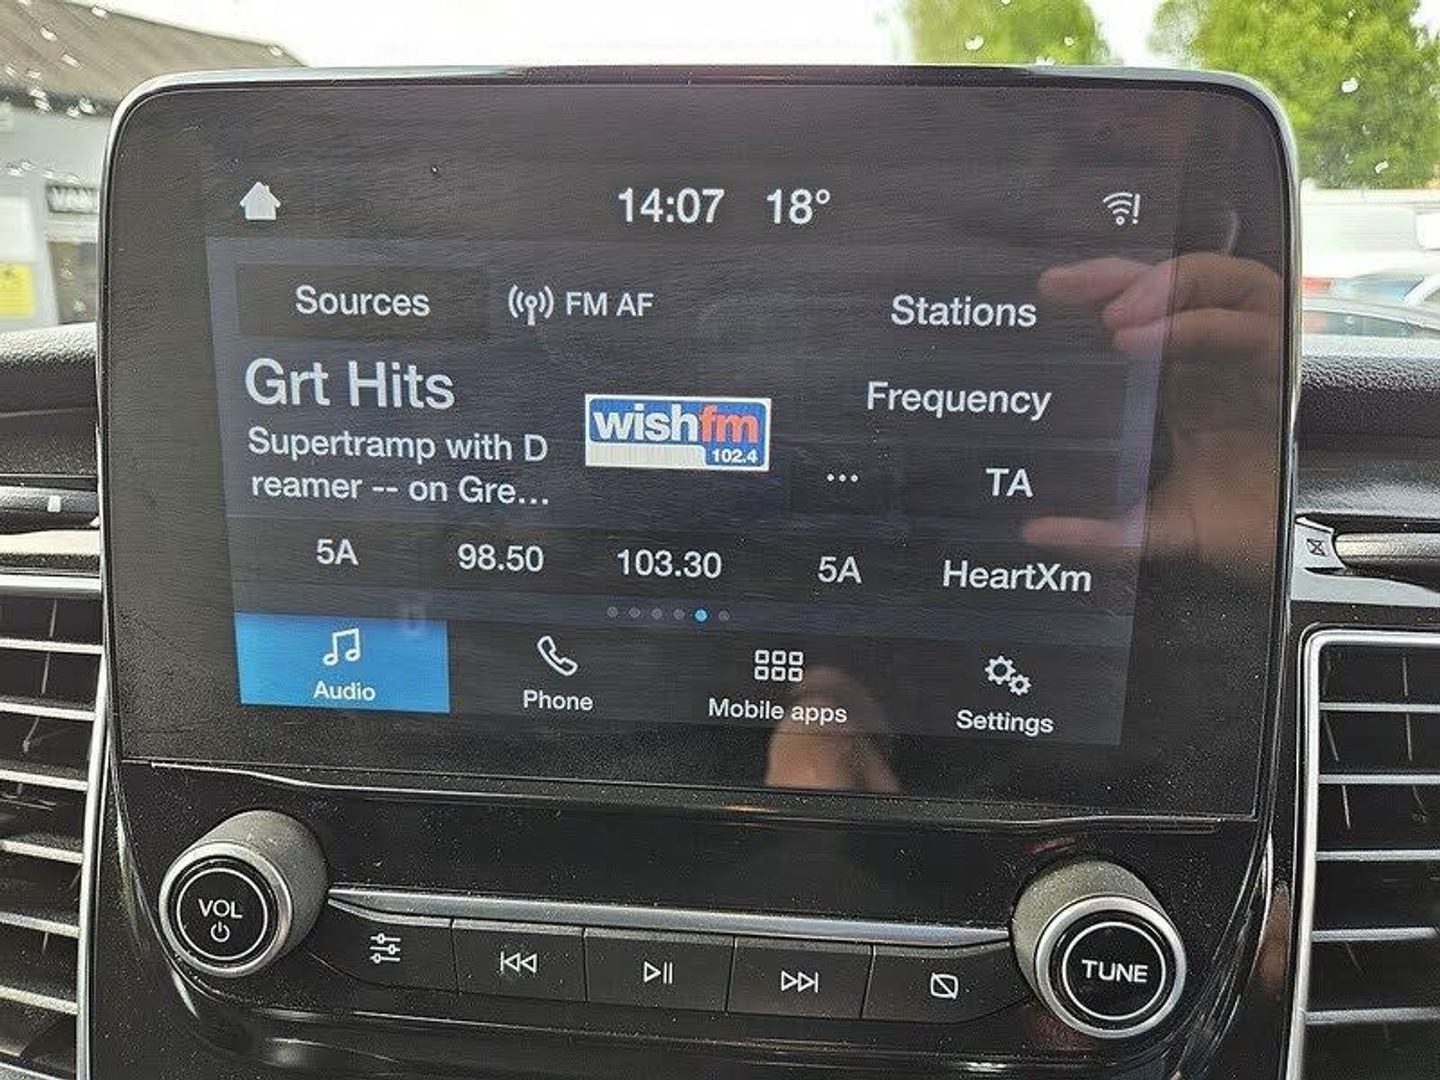 14:07 18°
Sources FM AF Stations
Grt Hits
wishfm
102.4
Frequency
Supertramp with D
reamer -- on Gre...
... TA
5A 98.50 103.30 5A HeartXm
Audio Phone Mobile apps Settings
VOL
TUNE